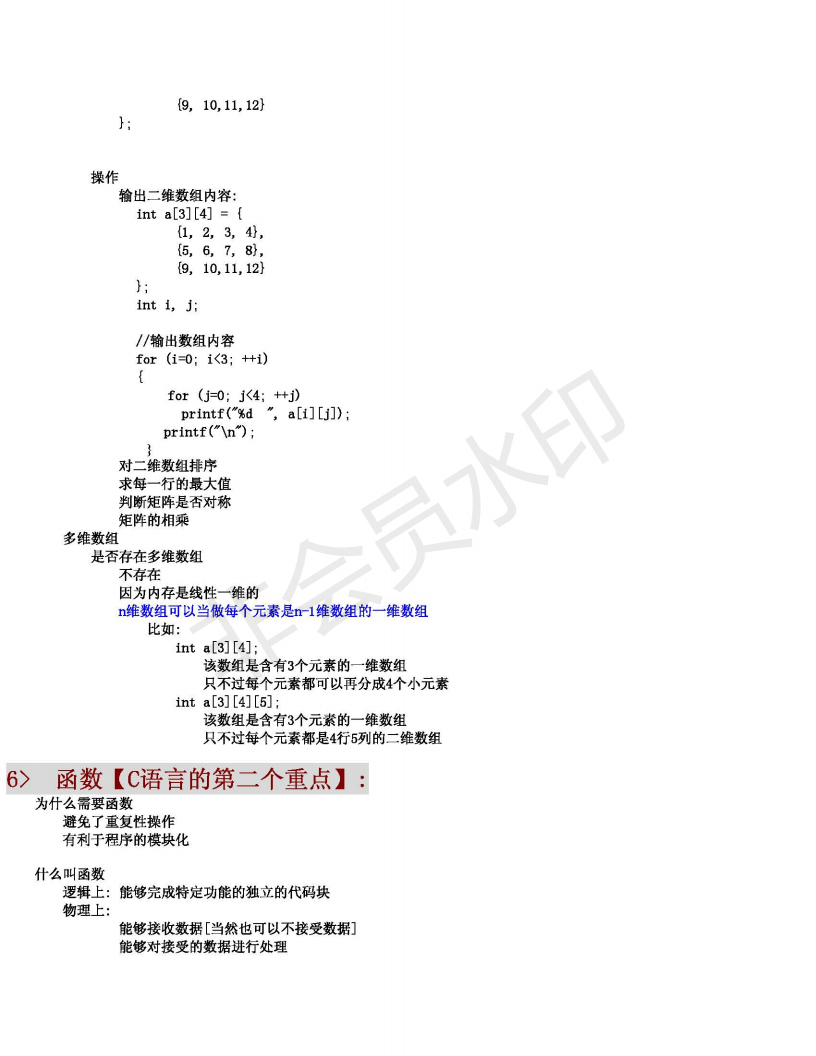 {9, 10,11,12}
};
操作
输出二维数组内容:
int a[3][4] = {
{1, 2, 3, 4},
{5, 6, 7, 8},
{9, 10,11,12}
};
int i, j;
//输出数组内容
for (i=0; i<3; ++i)
{
for (j=0; j<4; ++j)
printf("%d  ", a[i][j]);
printf("\n");
}
对二维数组排序
求每一行的最大值
判断矩阵是否对称
矩阵的相乘
多维数组
是否存在多维数组
不存在
因为内存是线性一维的
n维数组可以当做每个元素是n-1维数组的一维数组
比如:
int a[3][4];
该数组是含有3个元素的一维数组
只不过每个元素都可以再分成4个小元素
int a[3][4][5];
该数组是含有3个元素的一维数组
只不过每个元素都是4行5列的二维数组
6> 函数【C语言的第二个重点】:
为什么需要函数
避免了重复性操作
有利于程序的模块化
什么叫函数
逻辑上: 能够完成特定功能的独立的代码块
物理上:
能够接收数据[当然也可以不接受数据]
能够对接受的数据进行处理
非会员水印